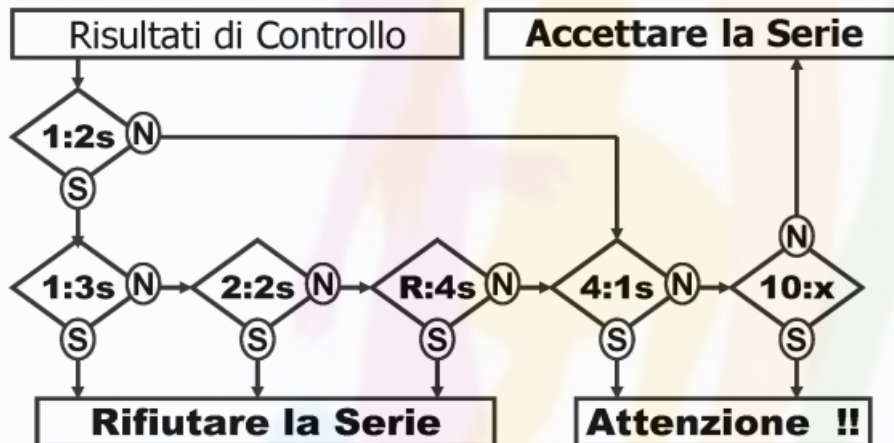 Risultati di Controllo
Accettare la Serie
1:2s
N
S
N
1:3s
N
2:2s
N
R:4s
N
4:1s
N
10:x
S
S
S
S
S
Rifiutare la Serie
Attenzione !!